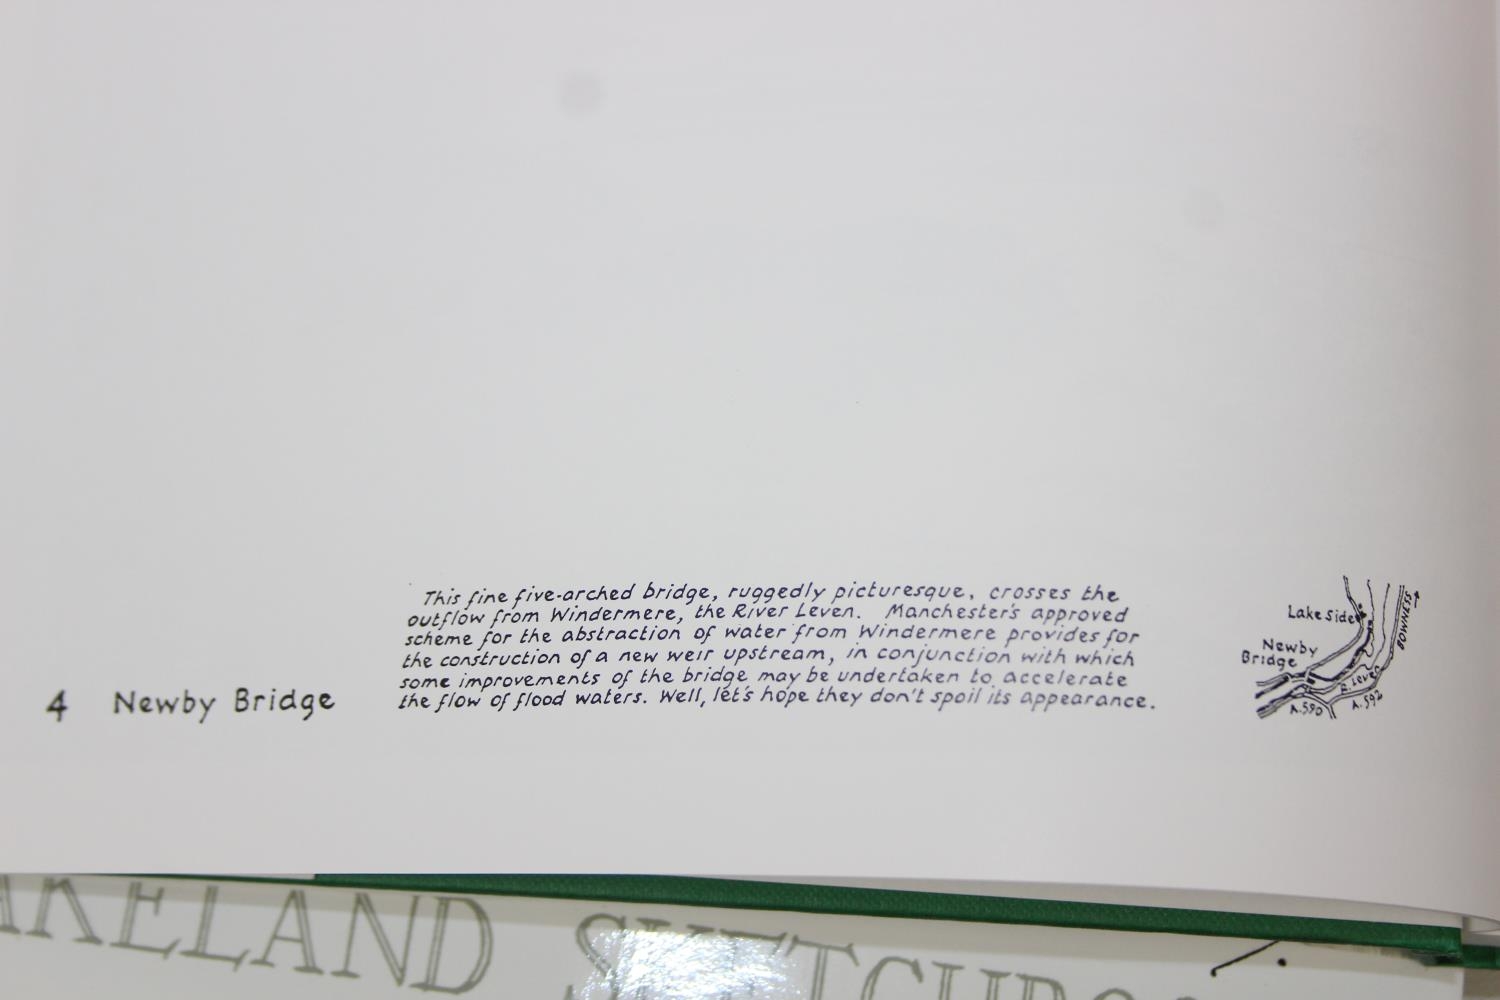 This fine five-arched bridge, ruggedly picturesque, crosses the
outflow from Windermere, the River Leven. Manchester's approved
scheme for the abstraction of water from Windermere provides for
the construction of a new weir upstream, in conjunction with which
some improvements of the bridge may be undertaken to accelerate
the flow of flood waters. Well, let's hope they don't spoil its appearance.
4 Newby Bridge
Lake Side
Newby
Bridge
BOWNESS
R. Leven
A.590
A.592
LAKELAND SKETCHBO